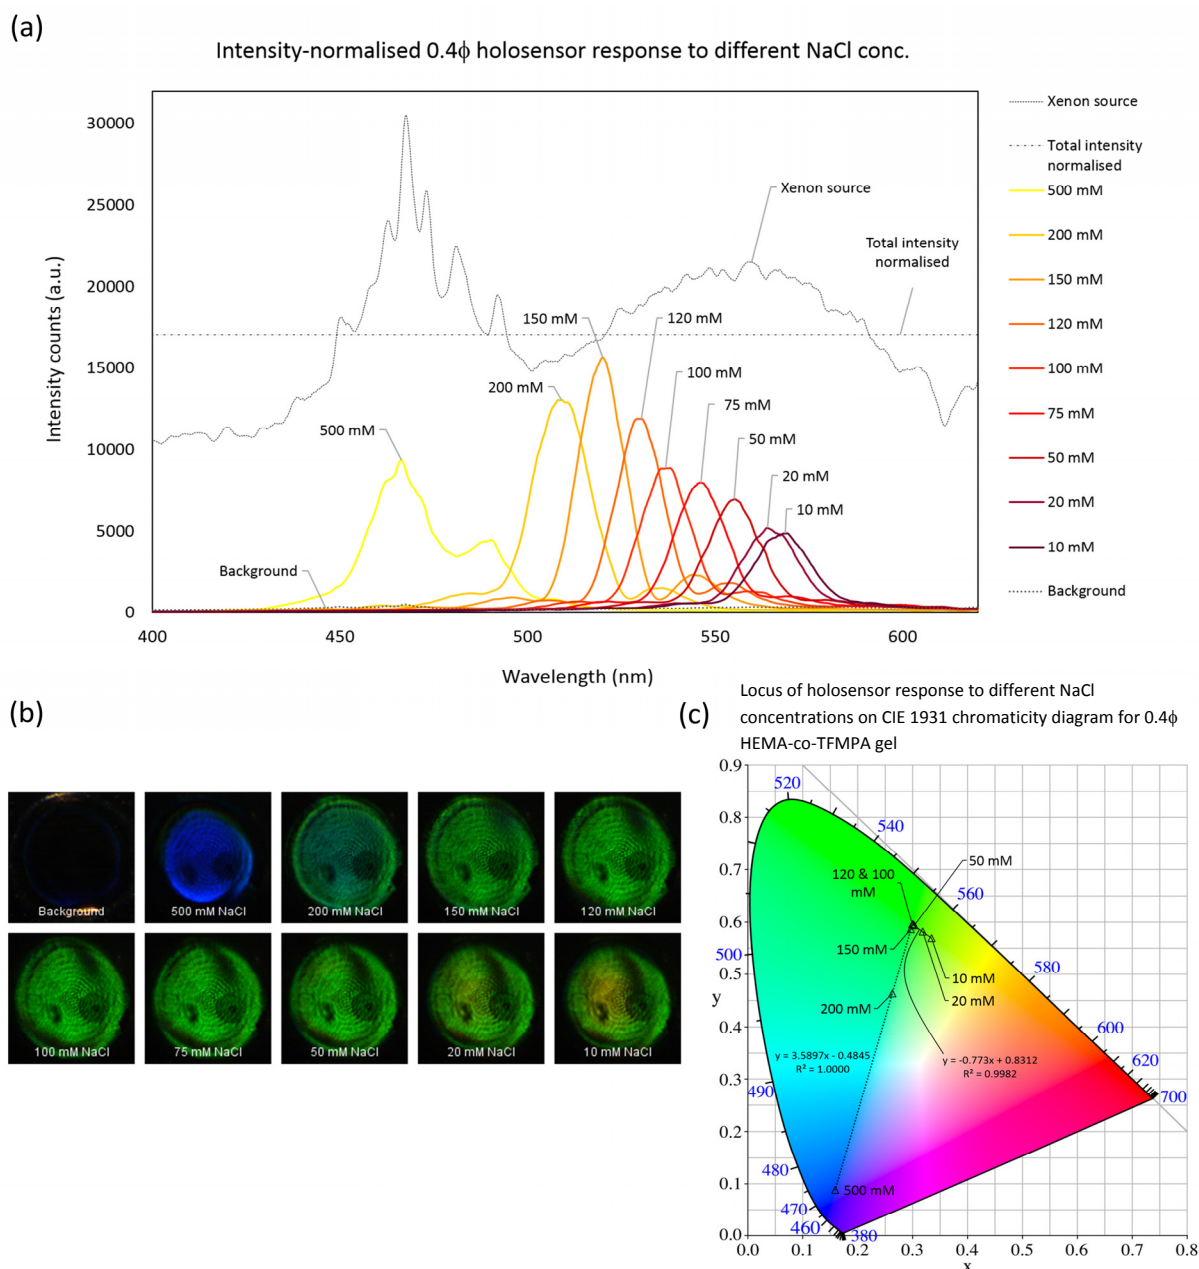 (a)
Intensity-normalised 0.4ϕ holosensor response to different NaCl conc.
Intensity counts (a.u.)
30000
25000
20000
15000
10000
5000
0
400
450
500
550
600
Wavelength (nm)
Xenon source
Total intensity
normalised
150 mM
120 mM
200 mM
100 mM
75 mM
500 mM
50 mM
20 mM
10 mM
Background
Xenon source
Total intensity
normalised
500 mM
200 mM
150 mM
120 mM
100 mM
75 mM
50 mM
20 mM
10 mM
Background
(b)
Background
500 mM NaCl
200 mM NaCl
150 mM NaCl
120 mM NaCl
100 mM NaCl
75 mM NaCl
50 mM NaCl
20 mM NaCl
10 mM NaCl
(c)
Locus of holosensor response to different NaCl
concentrations on CIE 1931 chromaticity diagram for 0.4ϕ
HEMA-co-TFMPA gel
0.9
0.8
0.7
0.6
0.5
0.4
0.3
0.2
0.1
0.0
y
0.0
0.1
0.2
0.3
0.4
0.5
0.6
0.7
0.8
x
520
540
560
580
600
620
700
500
490
480
470
460
380
50 mM
120 & 100
mM
150 mM
10 mM
20 mM
200 mM
y = 3.5897x - 0.4845
R² = 1.0000
y = -0.773x + 0.8312
R² = 0.9982
500 mM